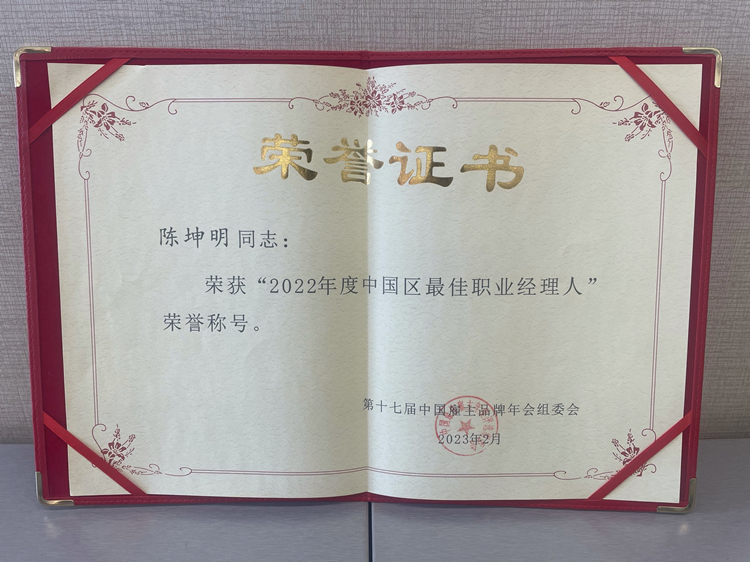 荣誉证书
陈坤明同志：
荣获“2022年度中国区最佳职业经理人”
荣誉称号。
第十七届中国雇主品牌年会组委会
2023年2月